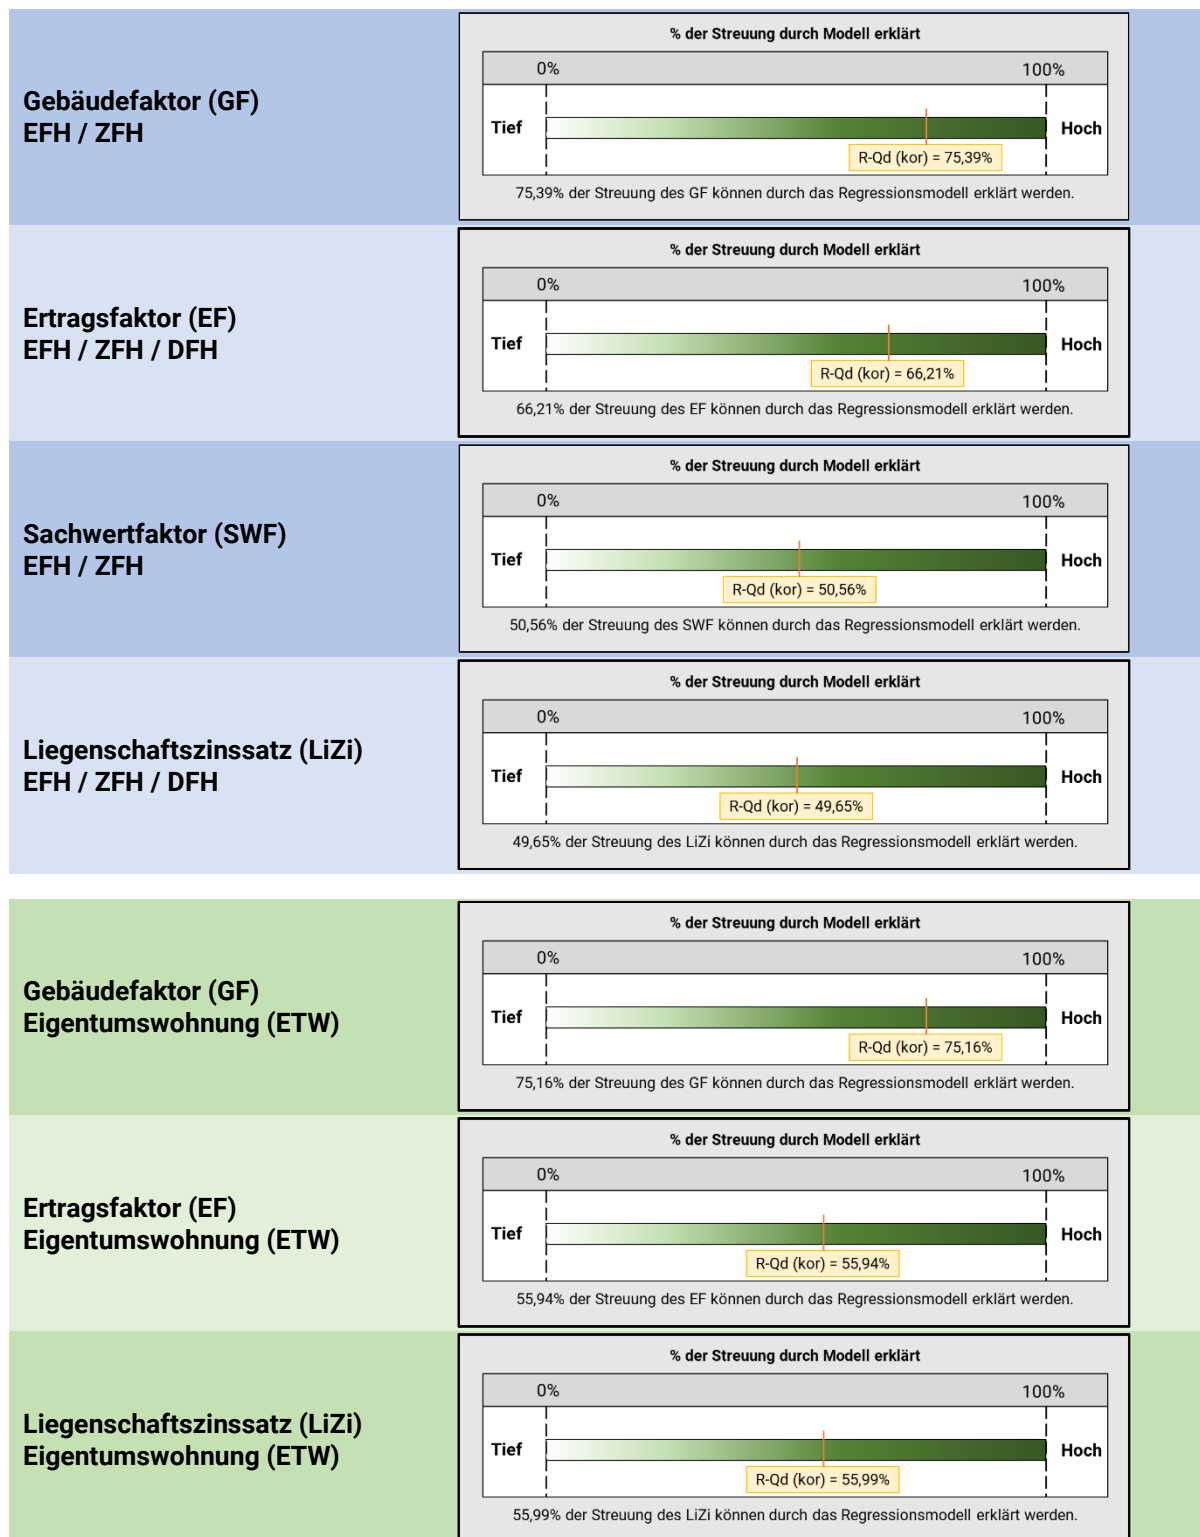 Gebäudefaktor (GF)
EFH / ZFH
% der Streuung durch Modell erklärt
0% 100%
Tief Hoch
R-Qd (kor) = 75,39%
75,39% der Streuung des GF können durch das Regressionsmodell erklärt werden.
Ertragsfaktor (EF)
EFH / ZFH / DFH
% der Streuung durch Modell erklärt
0% 100%
Tief Hoch
R-Qd (kor) = 66,21%
66,21% der Streuung des EF können durch das Regressionsmodell erklärt werden.
Sachwertfaktor (SWF)
EFH / ZFH
% der Streuung durch Modell erklärt
0% 100%
Tief Hoch
R-Qd (kor) = 50,56%
50,56% der Streuung des SWF können durch das Regressionsmodell erklärt werden.
Liegenschaftszinssatz (LiZi)
EFH / ZFH / DFH
% der Streuung durch Modell erklärt
0% 100%
Tief Hoch
R-Qd (kor) = 49,65%
49,65% der Streuung des LiZi können durch das Regressionsmodell erklärt werden.
Gebäudefaktor (GF)
Eigentumswohnung (ETW)
% der Streuung durch Modell erklärt
0% 100%
Tief Hoch
R-Qd (kor) = 75,16%
75,16% der Streuung des GF können durch das Regressionsmodell erklärt werden.
Ertragsfaktor (EF)
Eigentumswohnung (ETW)
% der Streuung durch Modell erklärt
0% 100%
Tief Hoch
R-Qd (kor) = 55,94%
55,94% der Streuung des EF können durch das Regressionsmodell erklärt werden.
Liegenschaftszinssatz (LiZi)
Eigentumswohnung (ETW)
% der Streuung durch Modell erklärt
0% 100%
Tief Hoch
R-Qd (kor) = 55,99%
55,99% der Streuung des LiZi können durch das Regressionsmodell erklärt werden.